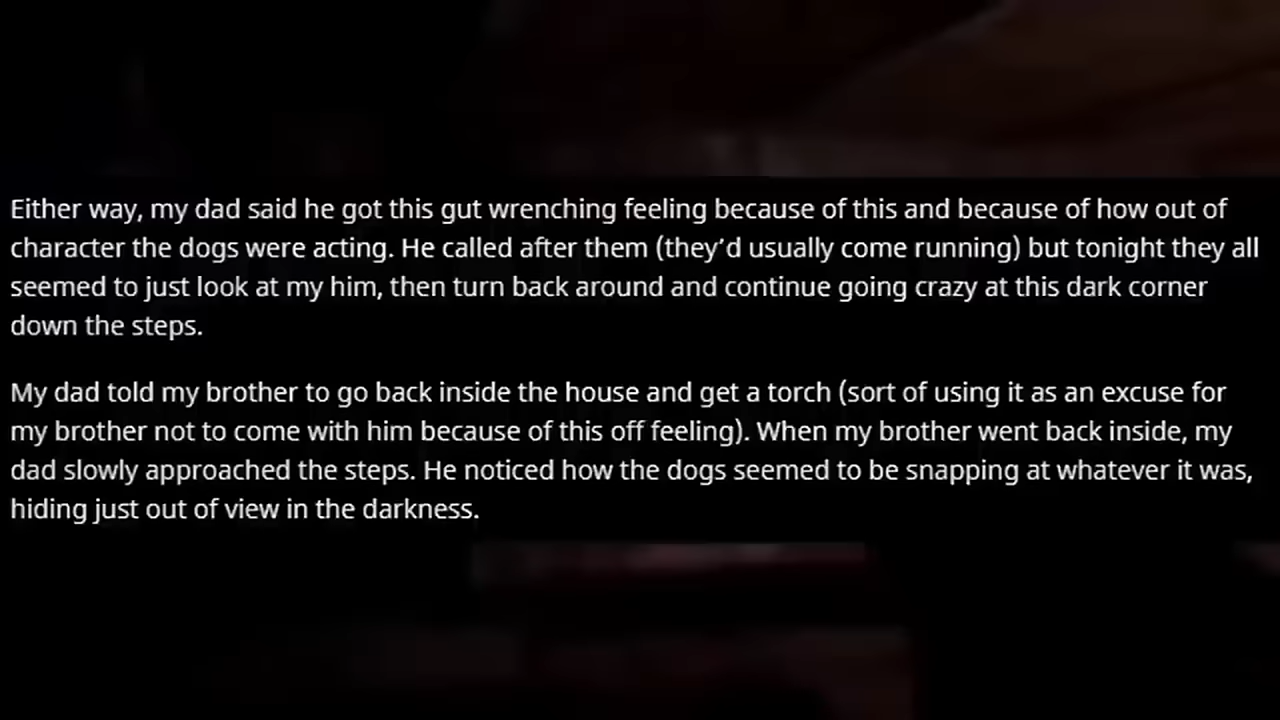 Either way, my dad said he got this gut wrenching feeling because of this and because of how out of
character the dogs were acting. He called after them (they’d usually come running) but tonight they all
seemed to just look at my him, then turn back around and continue going crazy at this dark corner
down the steps.
My dad told my brother to go back inside the house and get a torch (sort of using it as an excuse for
my brother not to come with him because of this off feeling). When my brother went back inside, my
dad slowly approached the steps. He noticed how the dogs seemed to be snapping at whatever it was,
hiding just out of view in the darkness.